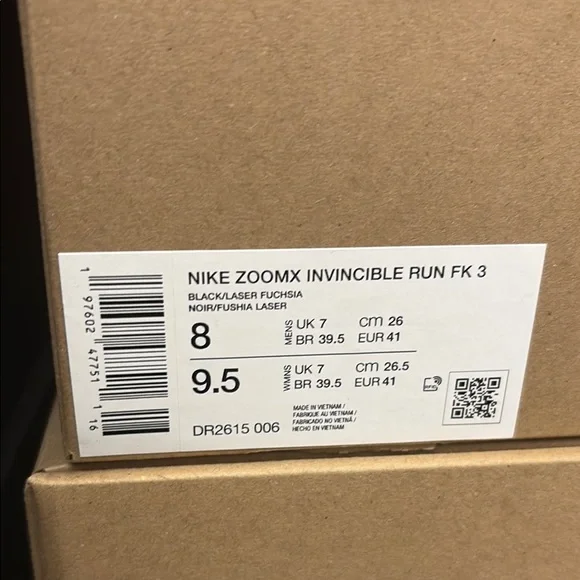 NIKE ZOOMX INVINCIBLE RUN FK 3
BLACK/LASER FUCHSIA
NOIR/FUSHIA LASER
8 MENS UK 7 cm 26
BR 39.5 EUR 41
9.5 WMNS UK 7 cm 26.5
BR 39.5 EUR 41
DR2615 006
MADE IN VIETNAM /
FABRIQUE AU VIETNAM /
FABRICADO NO VIETNÃ /
HECHO EN VIETNAM
1 97602 47751 16